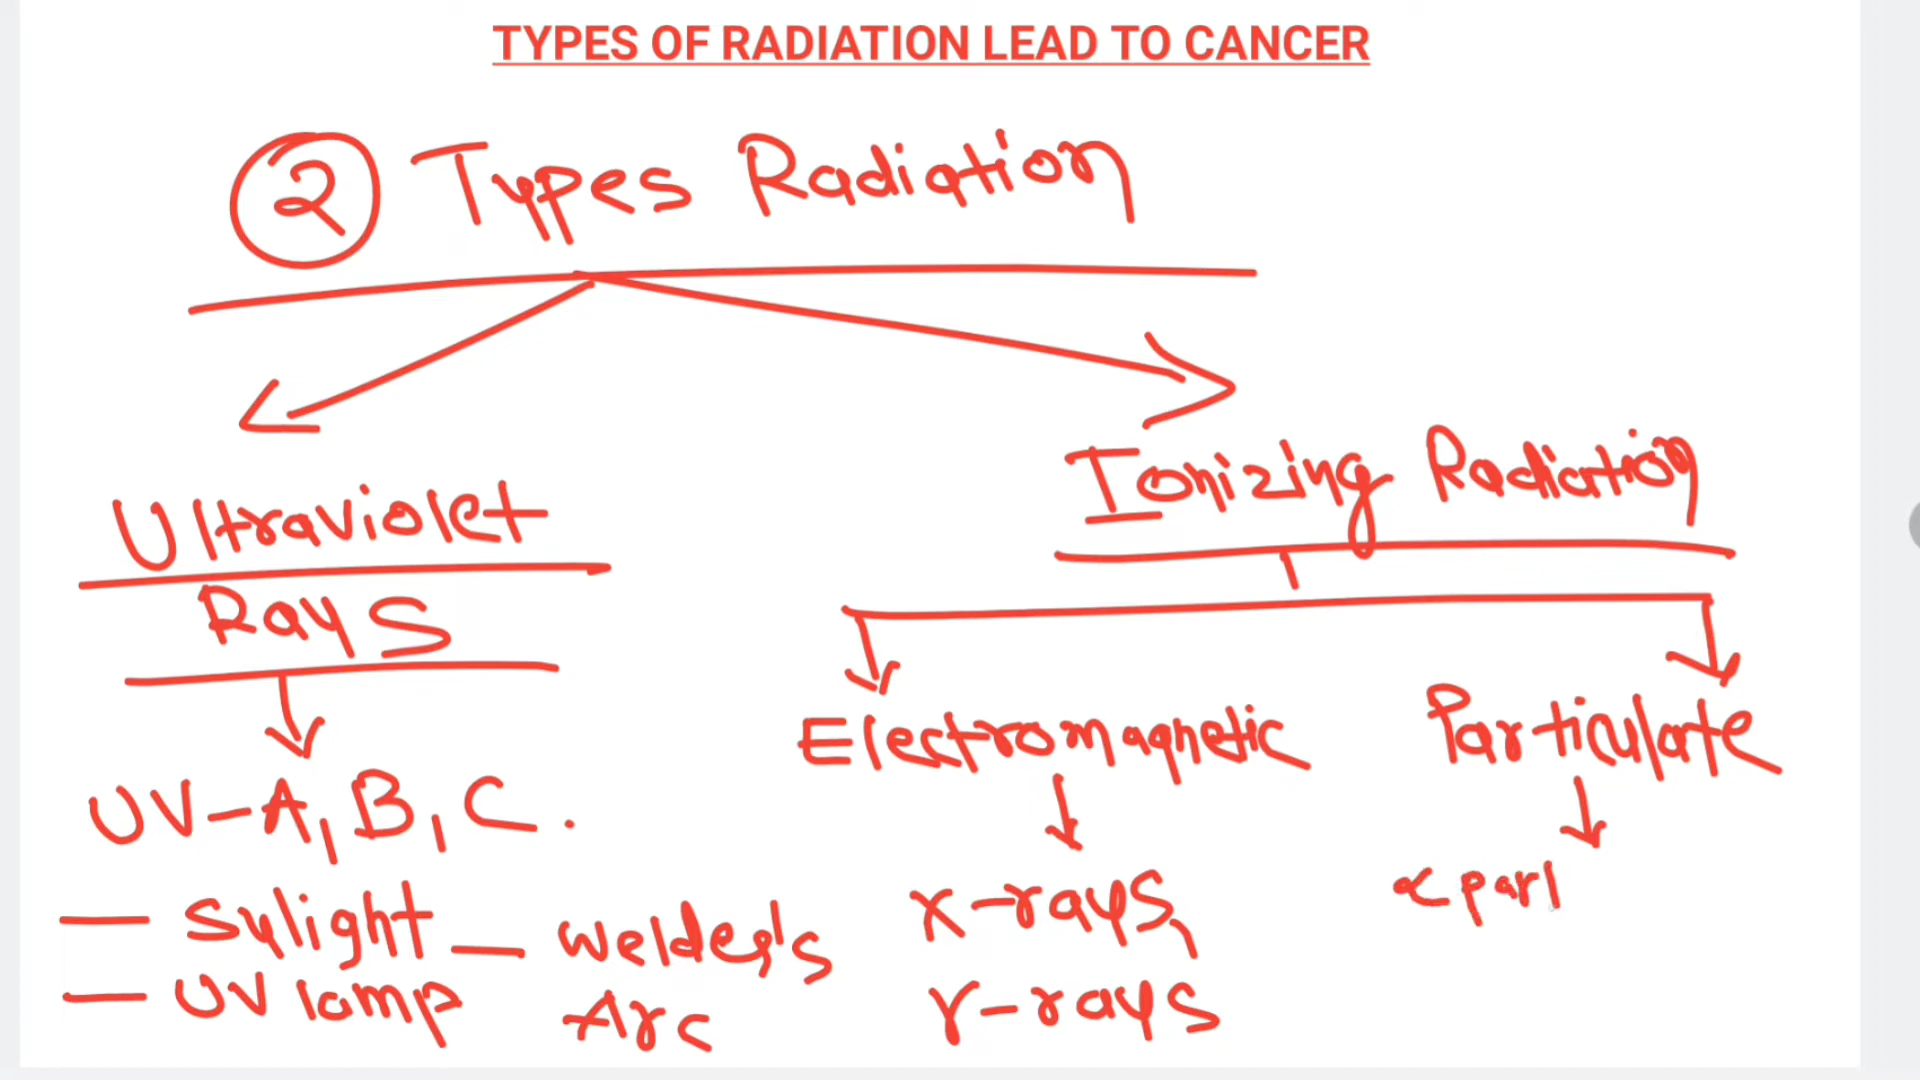 TYPES OF RADIATION LEAD TO CANCER
2 Types Radiation
Ultraviolet
Rays
UV-A, B, C.
— Sylight
— UV lamp
— Welder's
Arc
Ionizing Radiation
Electromagnetic
x-rays,
γ-rays
Particulate
α parl